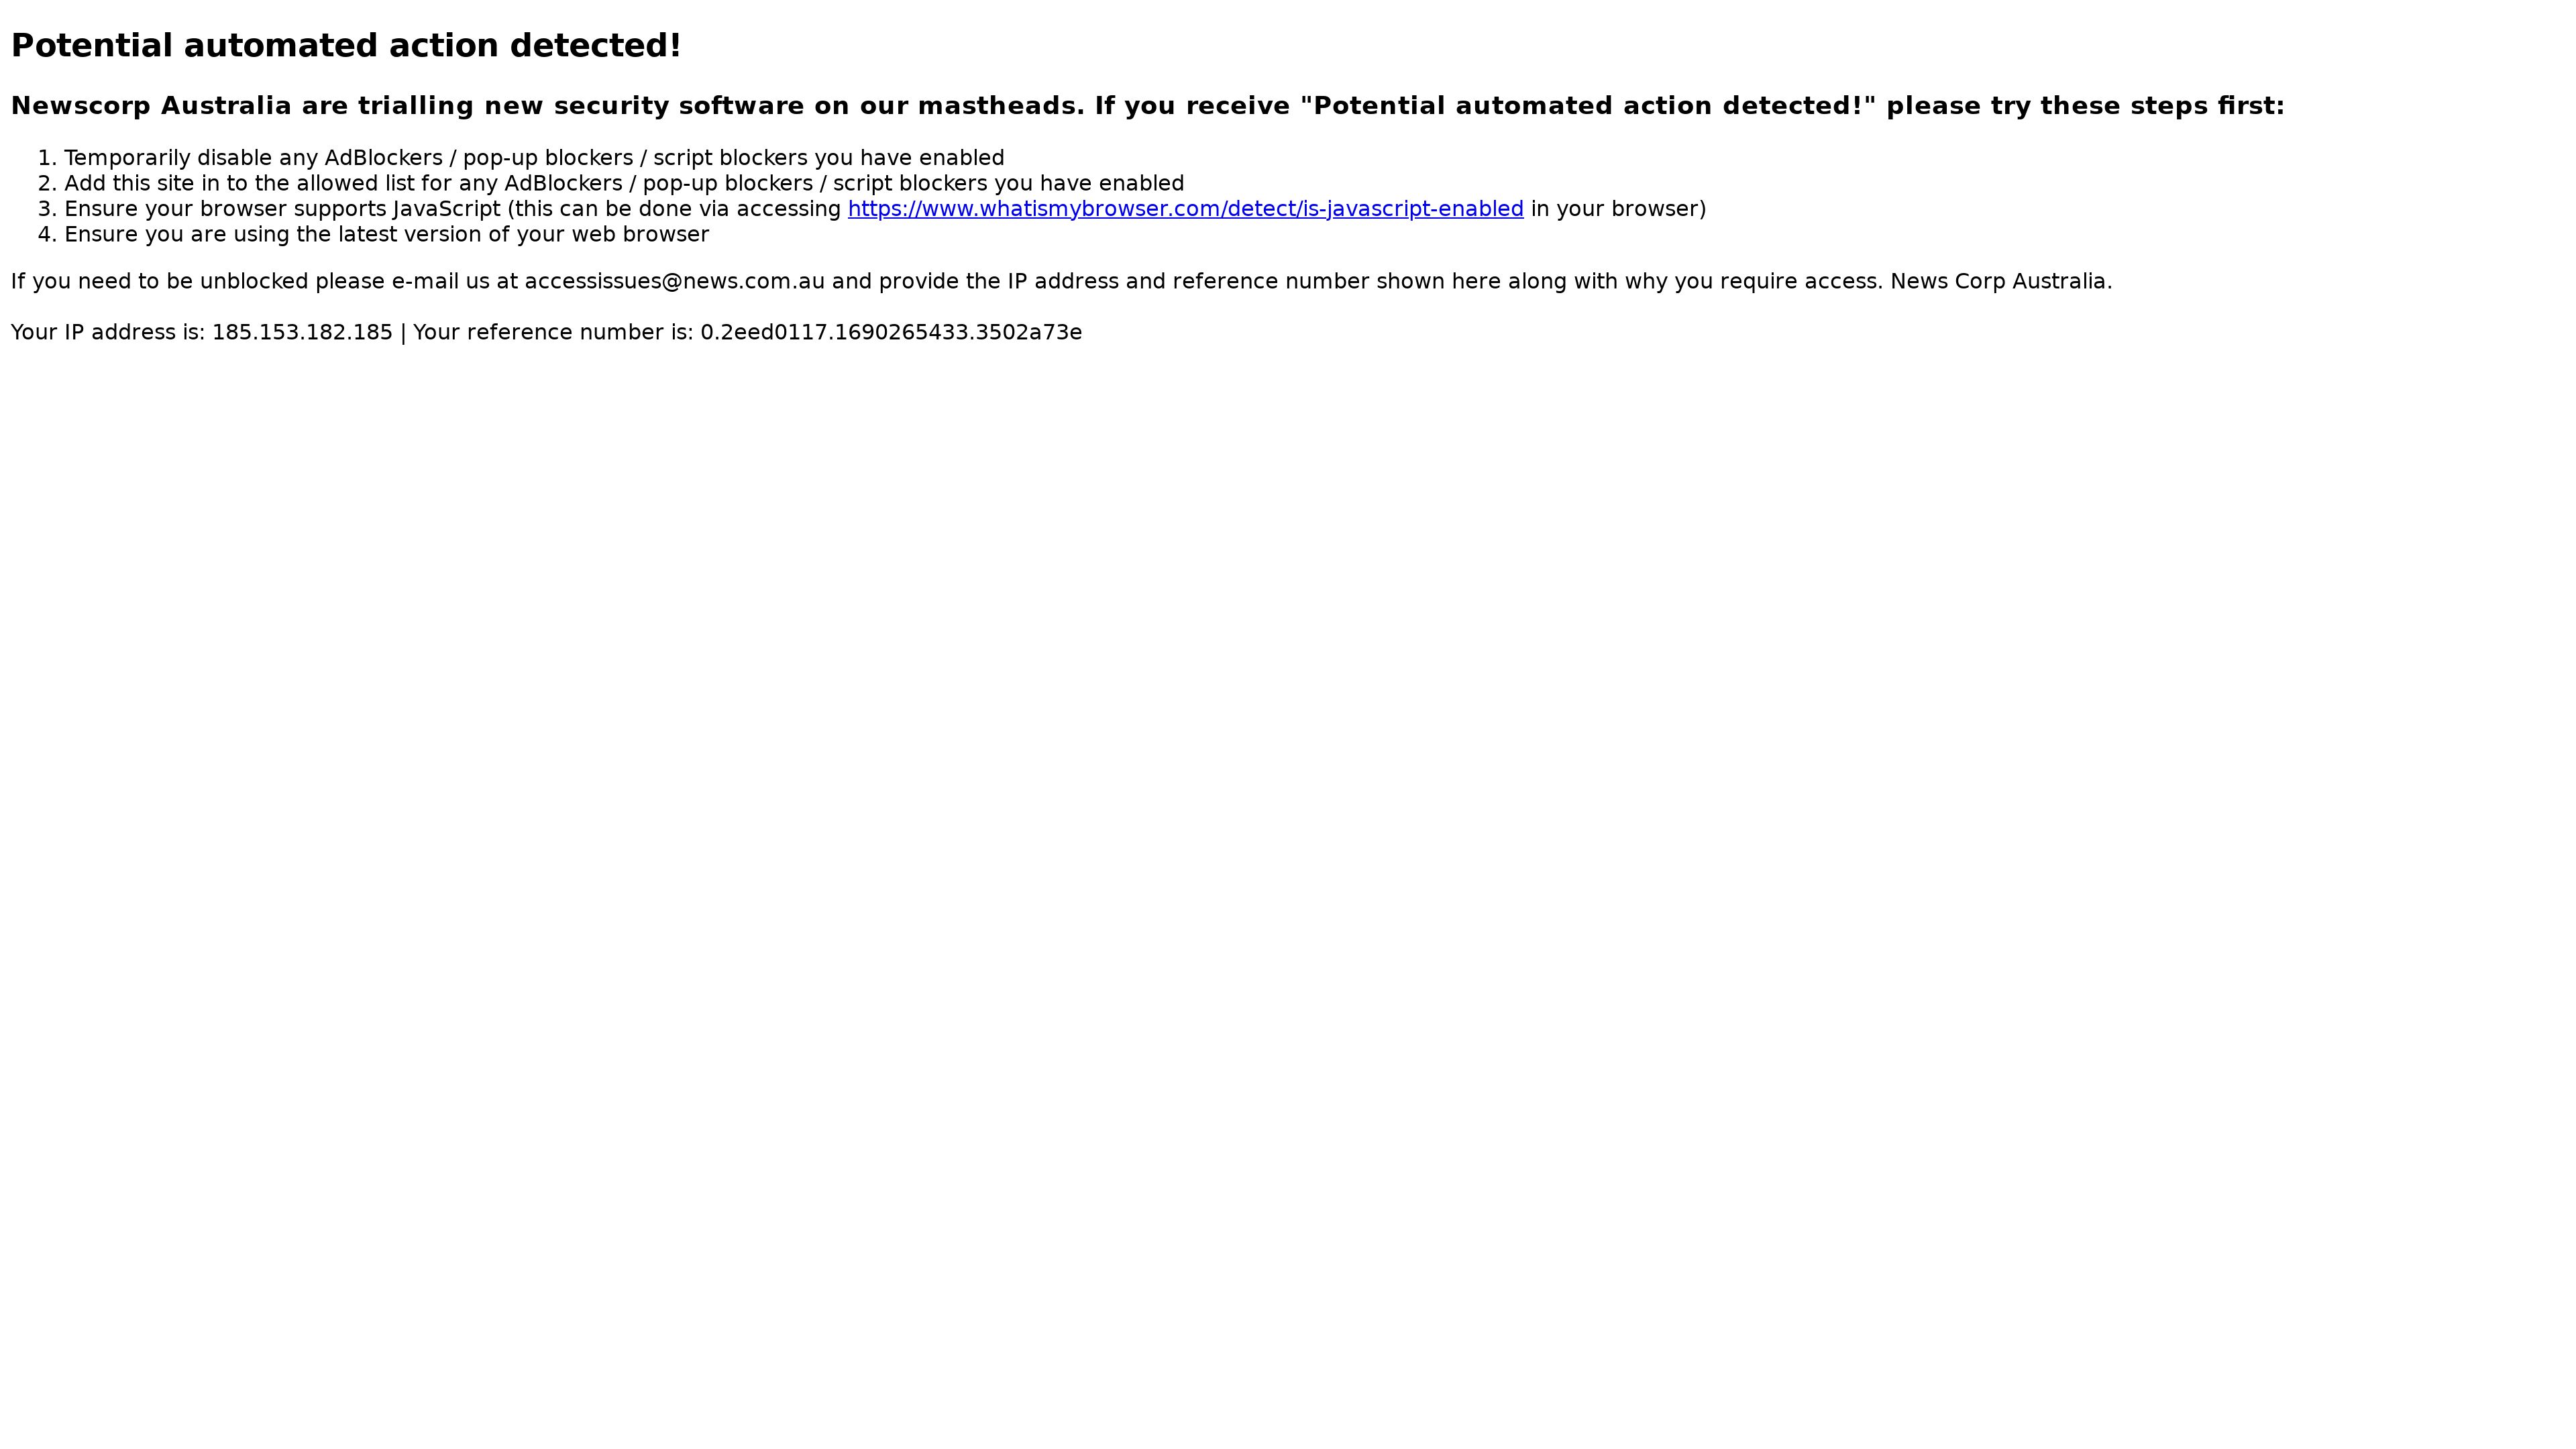 Potential automated action detected!
Newscorp Australia are trialling new security software on our mastheads. If you receive "Potential automated action detected!" please try these steps first:
1. Temporarily disable any AdBlockers / pop-up blockers / script blockers you have enabled
2. Add this site in to the allowed list for any AdBlockers / pop-up blockers / script blockers you have enabled
3. Ensure your browser supports JavaScript (this can be done via accessing https://www.whatismybrowser.com/detect/is-javascript-enabled in your browser)
4. Ensure you are using the latest version of your web browser
If you need to be unblocked please e-mail us at accessissues@news.com.au and provide the IP address and reference number shown here along with why you require access. News Corp Australia.
Your IP address is: 185.153.182.185 | Your reference number is: 0.2eed0117.1690265433.3502a73e